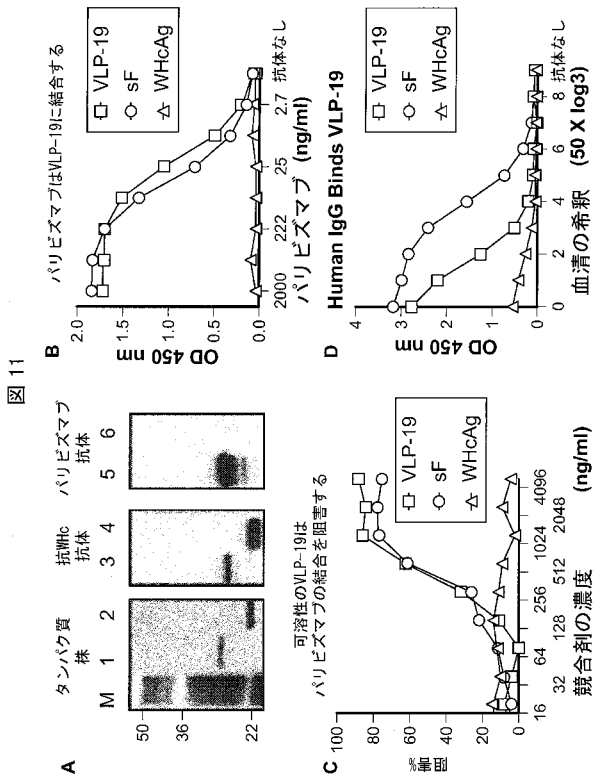 図 11
A
タンパク質
株
抗WHc
抗体
パリビズマブ
抗体
M 1 2 3 4 5 6
50
36
22
B
パリビズマブはVLP-19に結合する
OD 450 nm
2.0
1.5
1.0
0.5
0.0
2000 222 25 2.7 抗体なし
パリビズマブ (ng/ml)
VLP-19
sF
WHcAg
C
可溶性のVLP-19は
パリビズマブの結合を阻害する
阻害%
100
80
60
40
20
0
16 32 64 128 256 512 1024 2048 4096
競合剤の濃度 (ng/ml)
VLP-19
sF
WHcAg
D
Human IgG Binds VLP-19
OD 450 nm
4
3
2
1
0
0 2 4 6 8 抗体なし
血清の希釈 (50 X log3)
VLP-19
sF
WHcAg